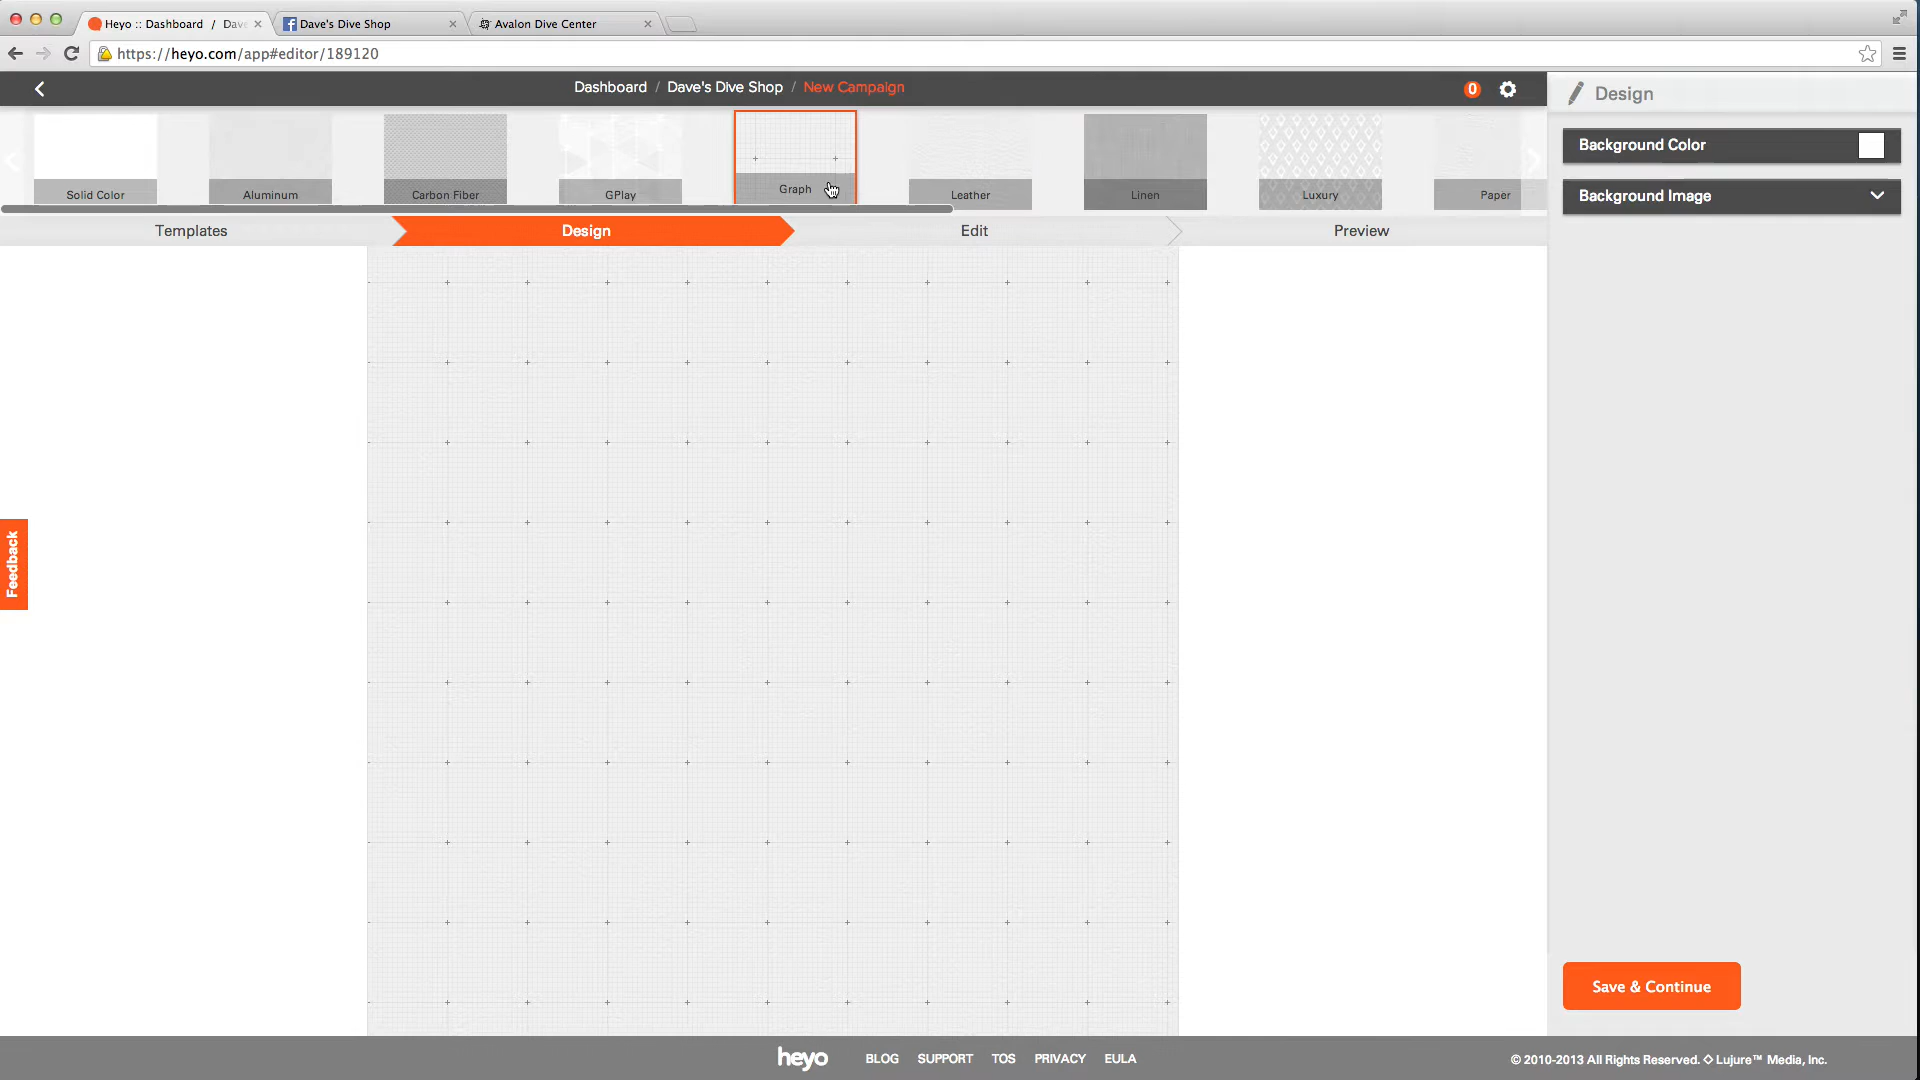 Heyo :: Dashboard / Dave
Dave's Dive Shop
Avalon Dive Center
https://heyo.com/app#editor/189120
Dashboard / Dave's Dive Shop / New Campaign
0
Design
Solid Color
Aluminum
Carbon Fiber
GPlay
Graph
Leather
Linen
Luxury
Paper
Background Color
Background Image
Templates
Design
Edit
Preview
Feedback
Save & Continue
heyo
BLOG
SUPPORT
TOS
PRIVACY
EULA
© 2010-2013 All Rights Reserved. ◇ Lujure™ Media, Inc.